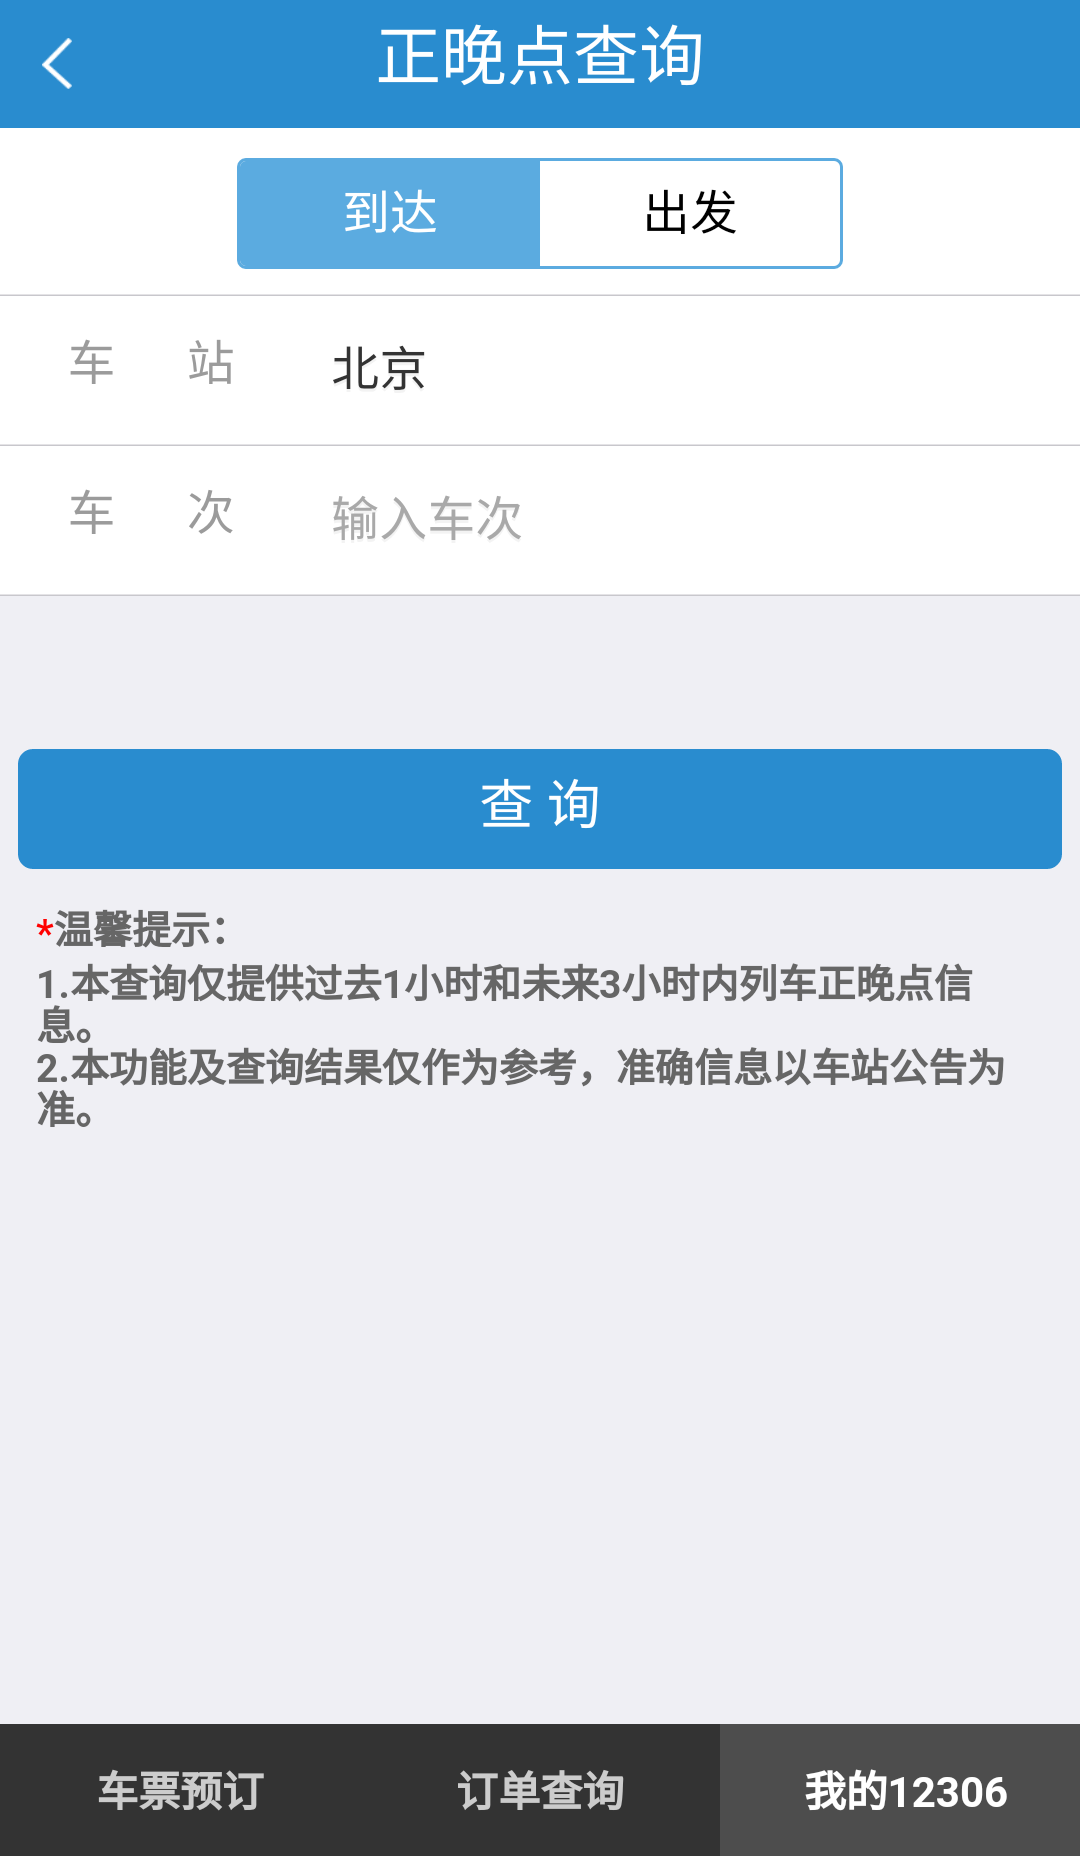 正晚点查询
到达 出发
车 站 北京
车 次 输入车次
查 询
*温馨提示：
1.本查询仅提供过去1小时和未来3小时内列车正晚点信
息。
2.本功能及查询结果仅作为参考，准确信息以车站公告为
准。
车票预订 订单查询 我的12306